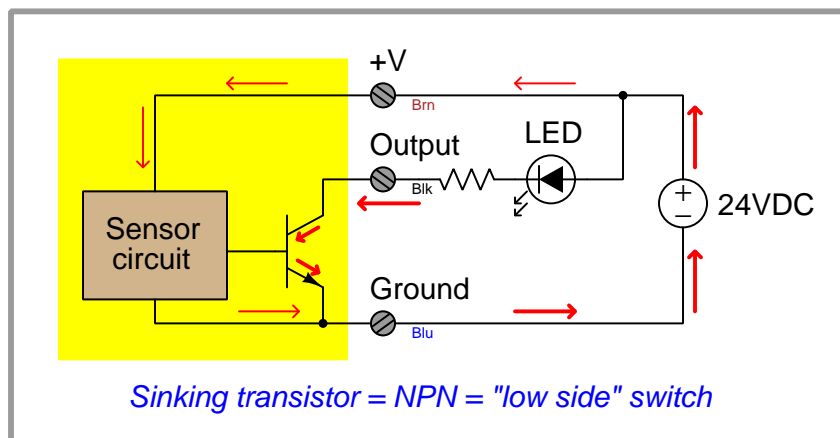 +V
Brn
Output
LED
Blk
Sensor
circuit
+
−
24VDC
Ground
Blu
Sinking transistor = NPN = "low side" switch